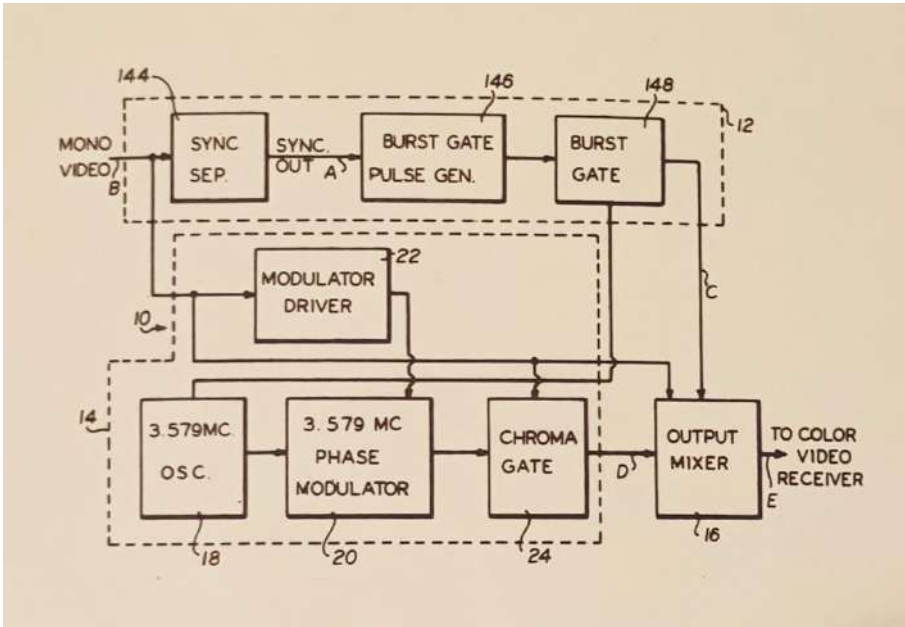 144
146
148
12
MONO
VIDEO
B
SYNC
SEP.
SYNC.
OUT
A
BURST GATE
PULSE GEN.
BURST
GATE
C
10
22
MODULATOR
DRIVER
14
3.579MC.
OSC.
3.579 MC
PHASE
MODULATOR
CHROMA
GATE
D
OUTPUT
MIXER
TO COLOR
VIDEO
RECEIVER
E
18
20
24
16